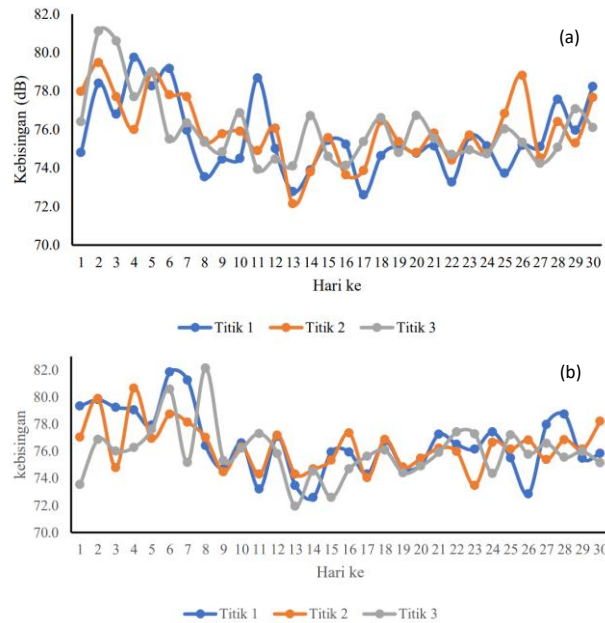 (a)
Kebisingan (dB)
82.0
80.0
78.0
76.0
74.0
72.0
70.0
1 2 3 4 5 6 7 8 9 10 11 12 13 14 15 16 17 18 19 20 21 22 23 24 25 26 27 28 29 30
Hari ke
Titik 1 Titik 2 Titik 3
(b)
kebisingan
82.0
80.0
78.0
76.0
74.0
72.0
70.0
1 2 3 4 5 6 7 8 9 10 11 12 13 14 15 16 17 18 19 20 21 22 23 24 25 26 27 28 29 30
Hari ke
Titik 1 Titik 2 Titik 3